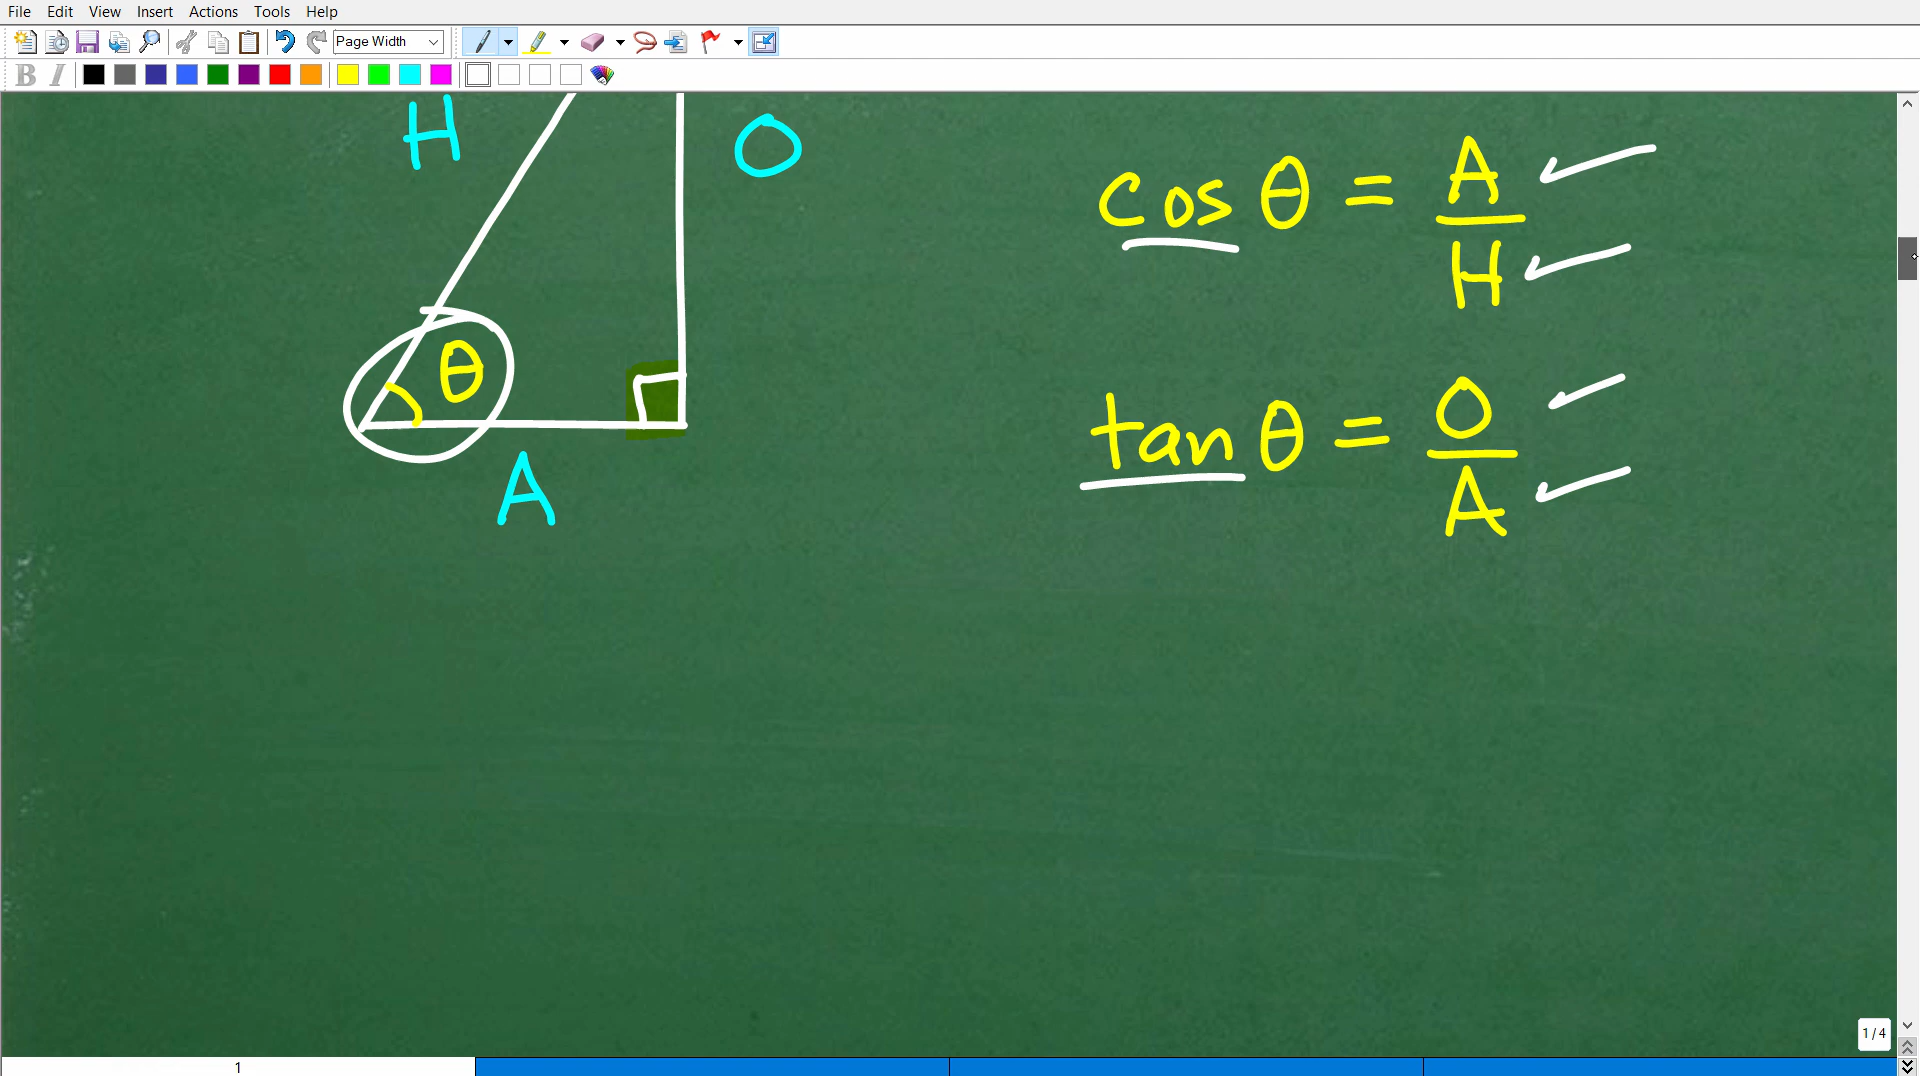 File Edit View Insert Actions Tools Help
Page Width
B I
H
O
θ
A
cos θ = A/H
tan θ = O/A
1 / 4
1